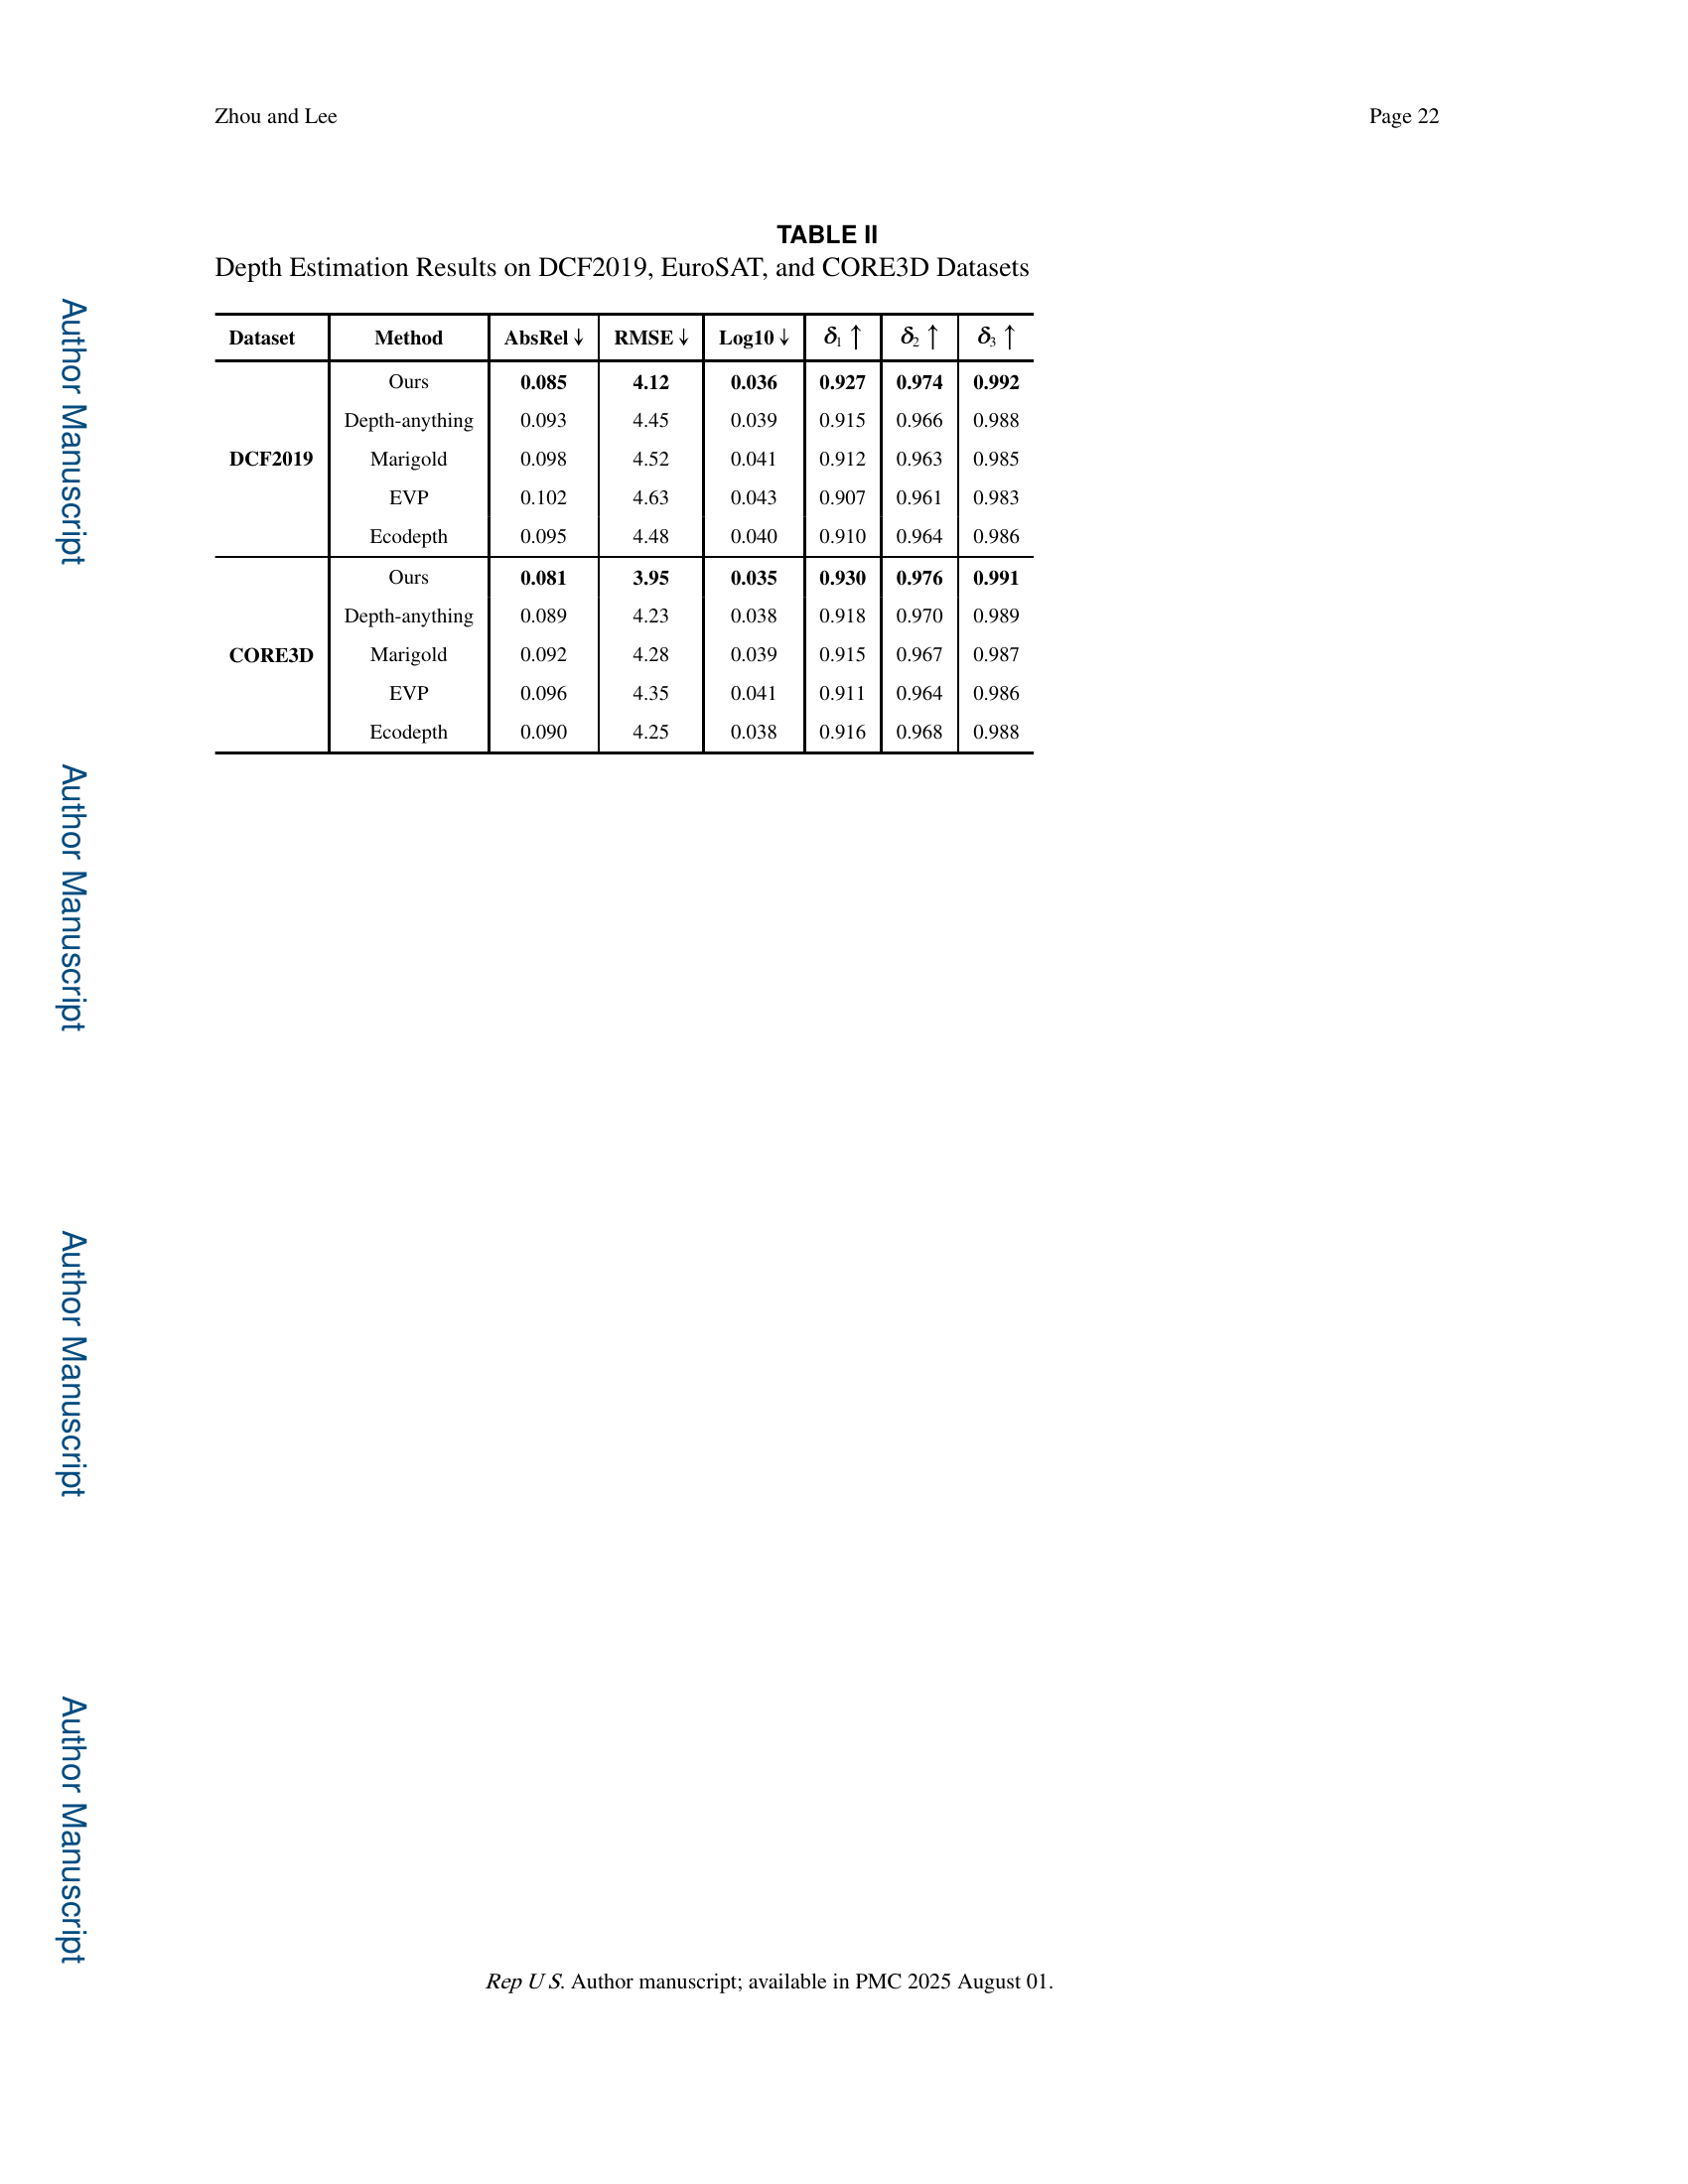 Zhou and Lee Page 22
TABLE II
Depth Estimation Results on DCF2019, EuroSAT, and CORE3D Datasets
Dataset Method AbsRel ↓ RMSE ↓ Log10 ↓ δ₁ ↑ δ₂ ↑ δ₃ ↑
DCF2019
Ours 0.085 4.12 0.036 0.927 0.974 0.992
Depth-anything 0.093 4.45 0.039 0.915 0.966 0.988
Marigold 0.098 4.52 0.041 0.912 0.963 0.985
EVP 0.102 4.63 0.043 0.907 0.961 0.983
Ecodepth 0.095 4.48 0.040 0.910 0.964 0.986
CORE3D
Ours 0.081 3.95 0.035 0.930 0.976 0.991
Depth-anything 0.089 4.23 0.038 0.918 0.970 0.989
Marigold 0.092 4.28 0.039 0.915 0.967 0.987
EVP 0.096 4.35 0.041 0.911 0.964 0.986
Ecodepth 0.090 4.25 0.038 0.916 0.968 0.988
Author Manuscript
Author Manuscript
Author Manuscript
Author Manuscript
Rep U S. Author manuscript; available in PMC 2025 August 01.